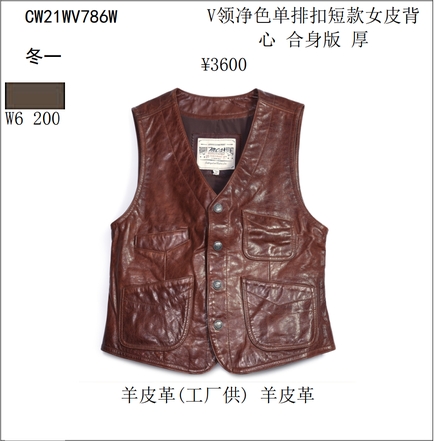 CW21WV786W
V领净色单排扣短款女皮背
心 合身版 厚
冬一
¥3600
W6 200
羊皮革(工厂供) 羊皮革